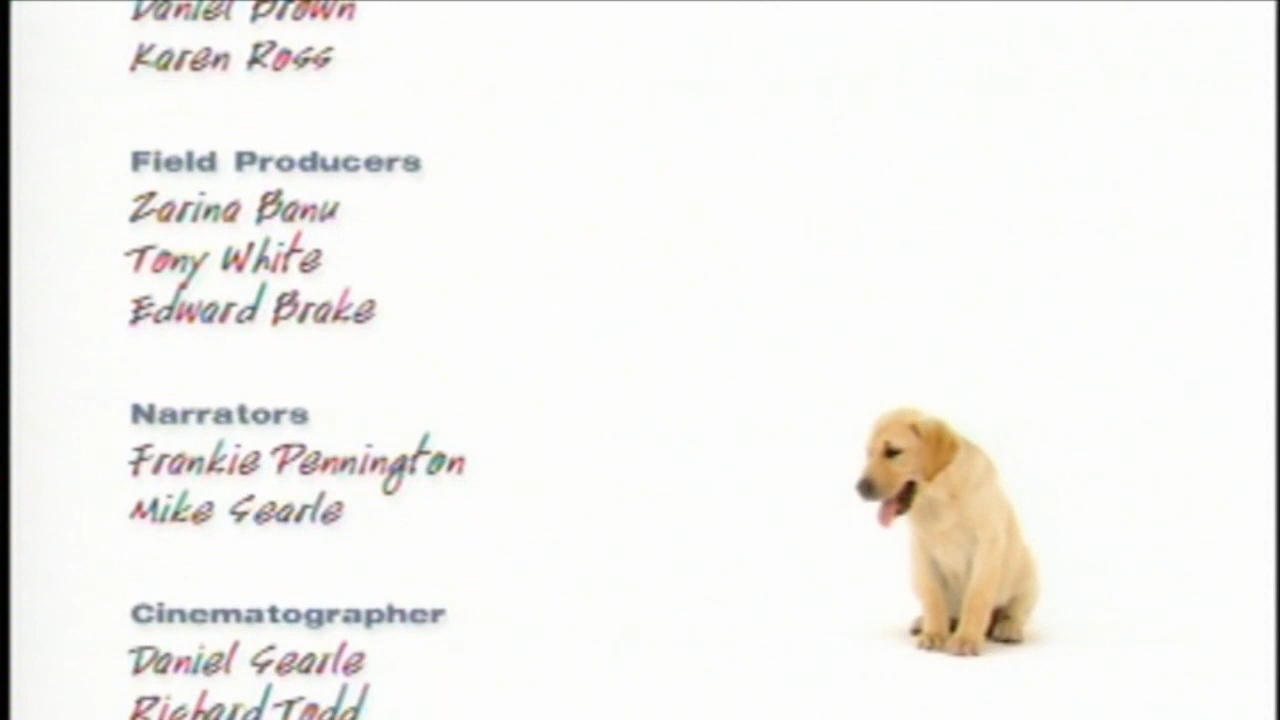 Daniel Brown
Karen Ross
Field Producers
Zarina Banu
Tony White
Edward Brake
Narrators
Frankie Pennington
Mike Searle
Cinematographer
Daniel Searle
Richard Todd